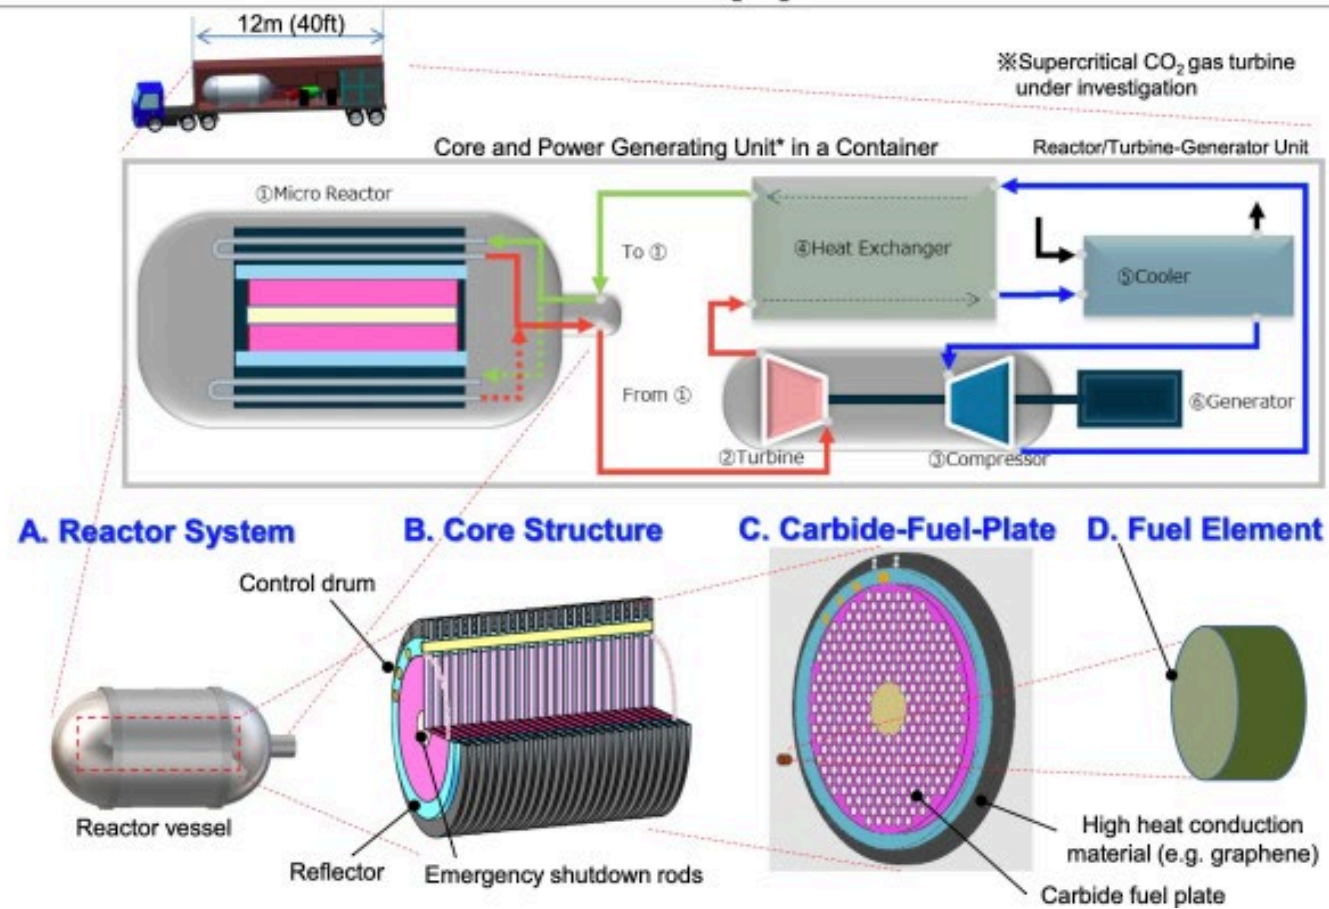 12m (40ft)
※Supercritical CO₂ gas turbine
under investigation
Core and Power Generating Unit* in a Container
Reactor/Turbine-Generator Unit
①Micro Reactor
To ①
④Heat Exchanger
⑤Cooler
From ①
⑥Generator
②Turbine
③Compressor
A. Reactor System
B. Core Structure
C. Carbide-Fuel-Plate
D. Fuel Element
Control drum
Reactor vessel
Reflector
Emergency shutdown rods
High heat conduction
material (e.g. graphene)
Carbide fuel plate